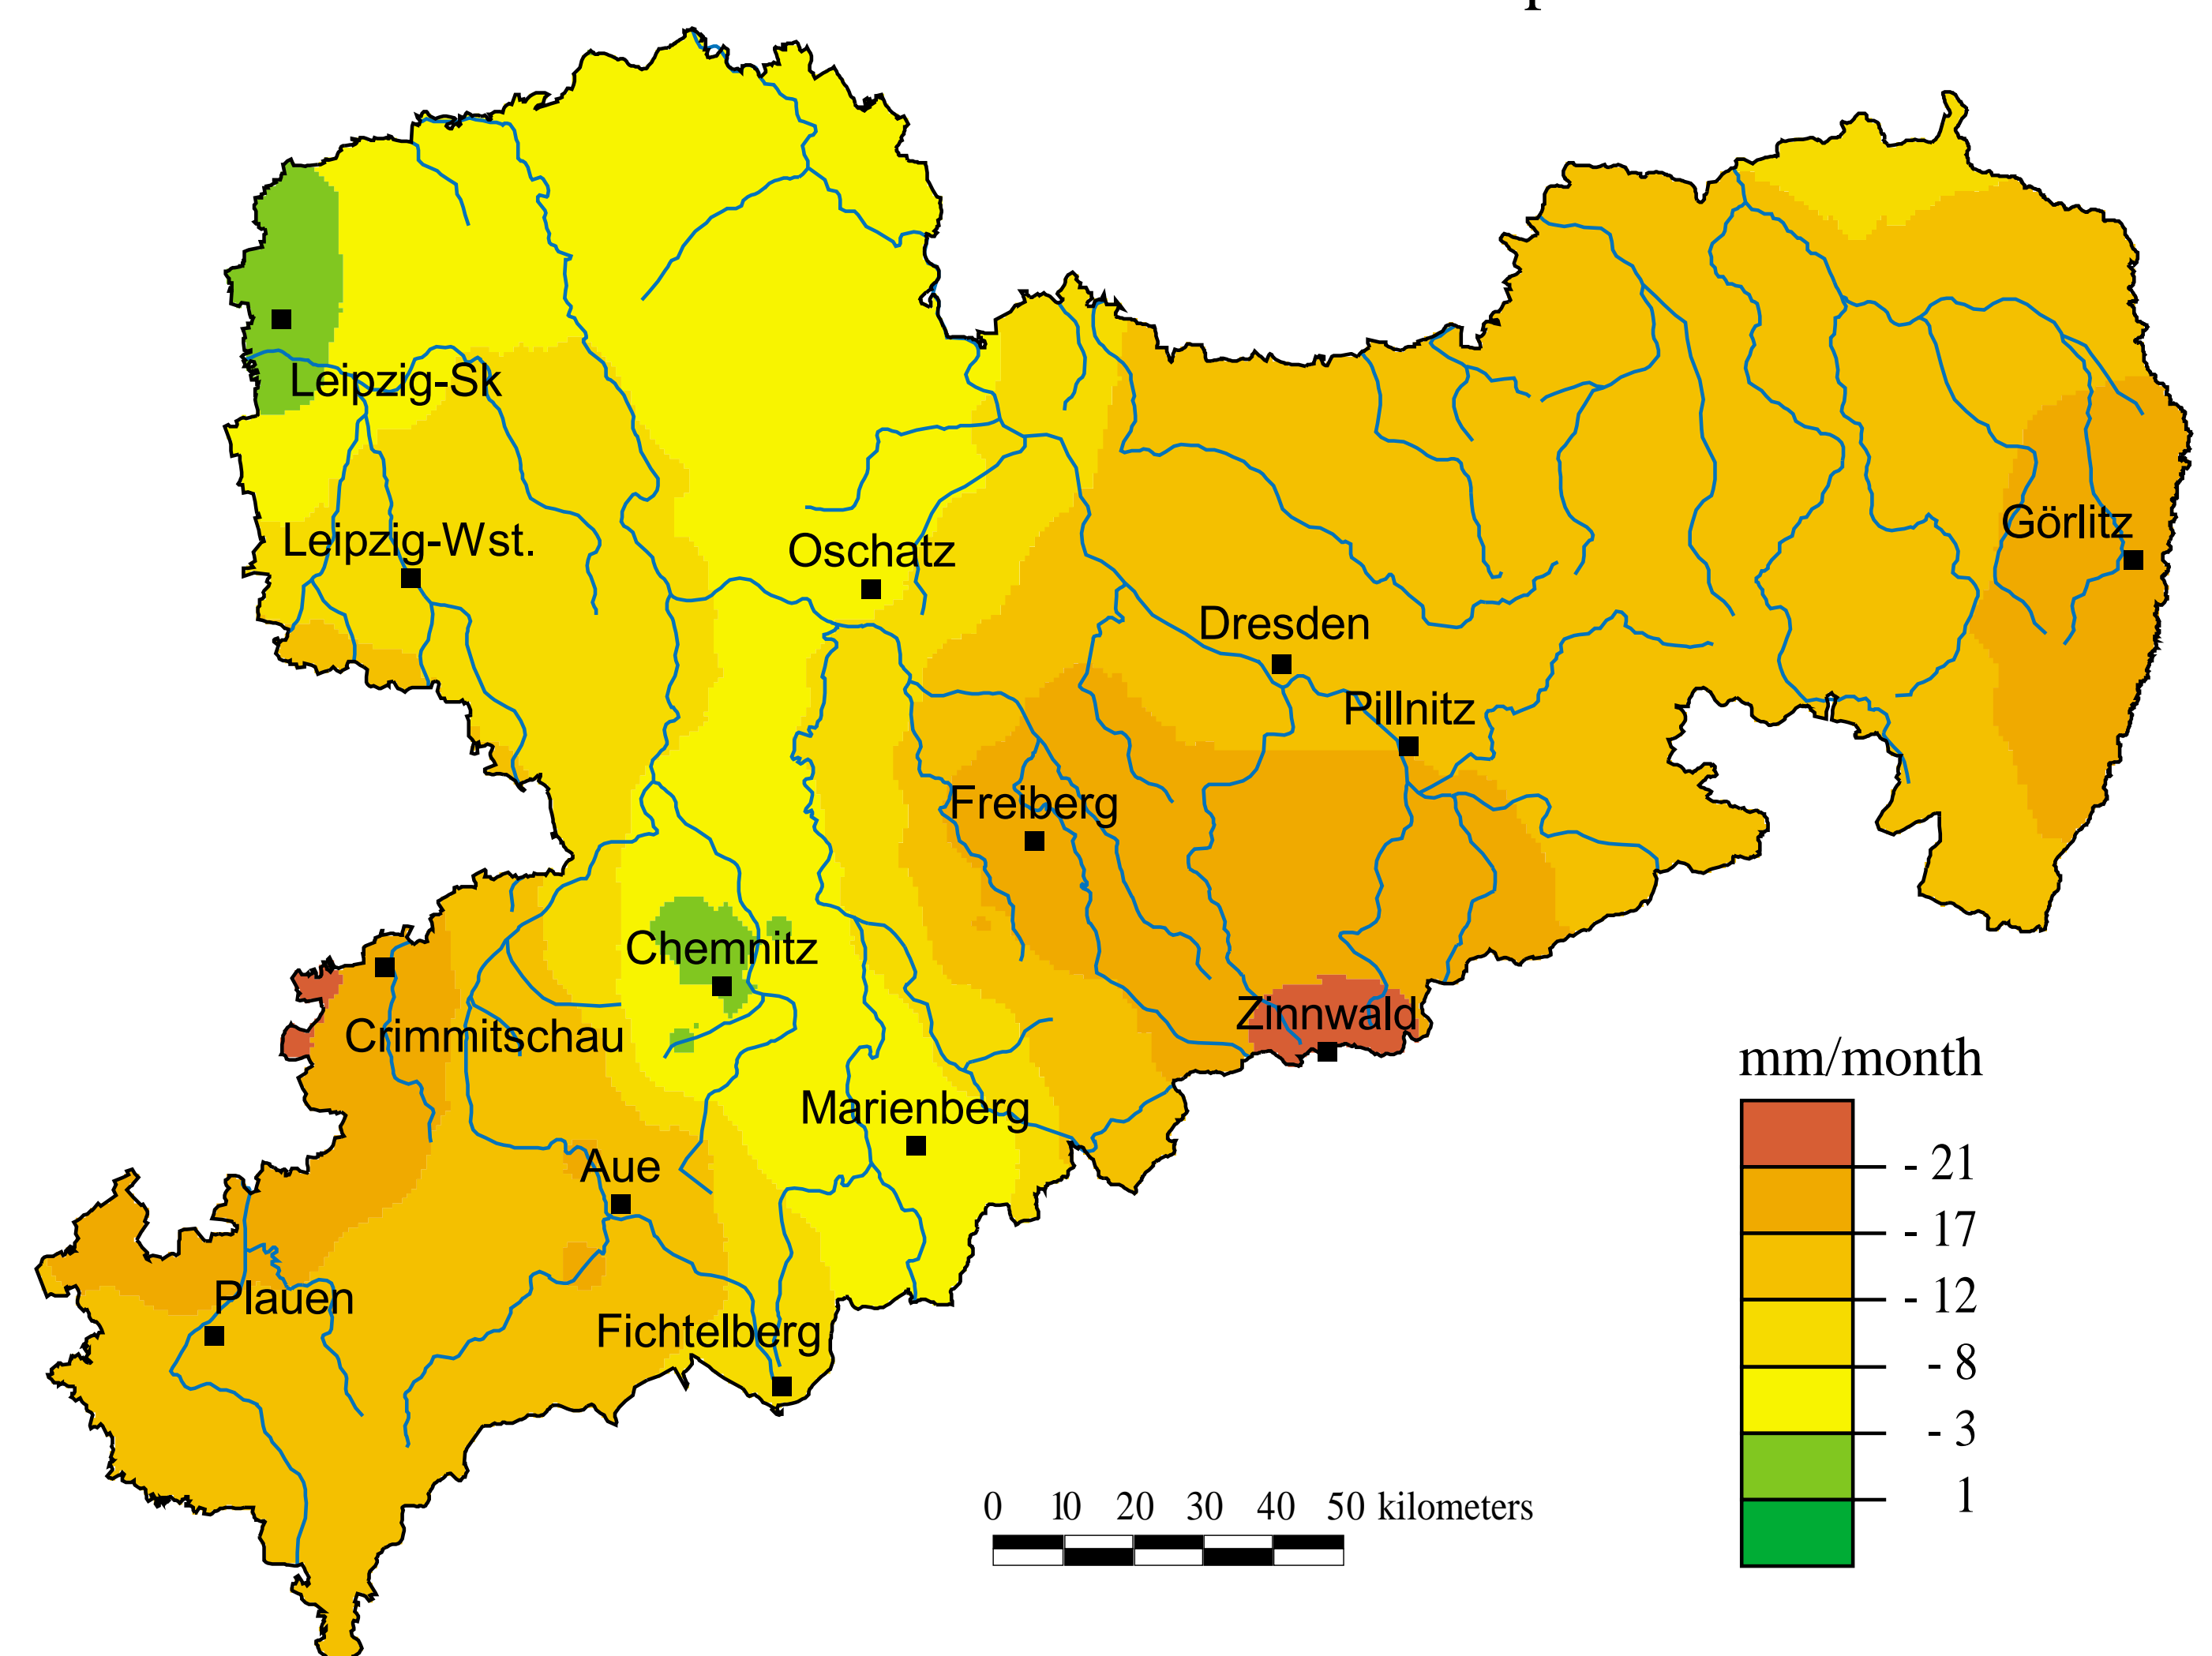 Leipzig-Sk
Leipzig-Wst.
Oschatz
Görlitz
Dresden
Pillnitz
Freiberg
Chemnitz
Zinnwald
Crimmitschau
Marienberg
Aue
Plauen
Fichtelberg
mm/month
- 21
- 17
- 12
- 8
- 3
1
0 10 20 30 40 50 kilometers